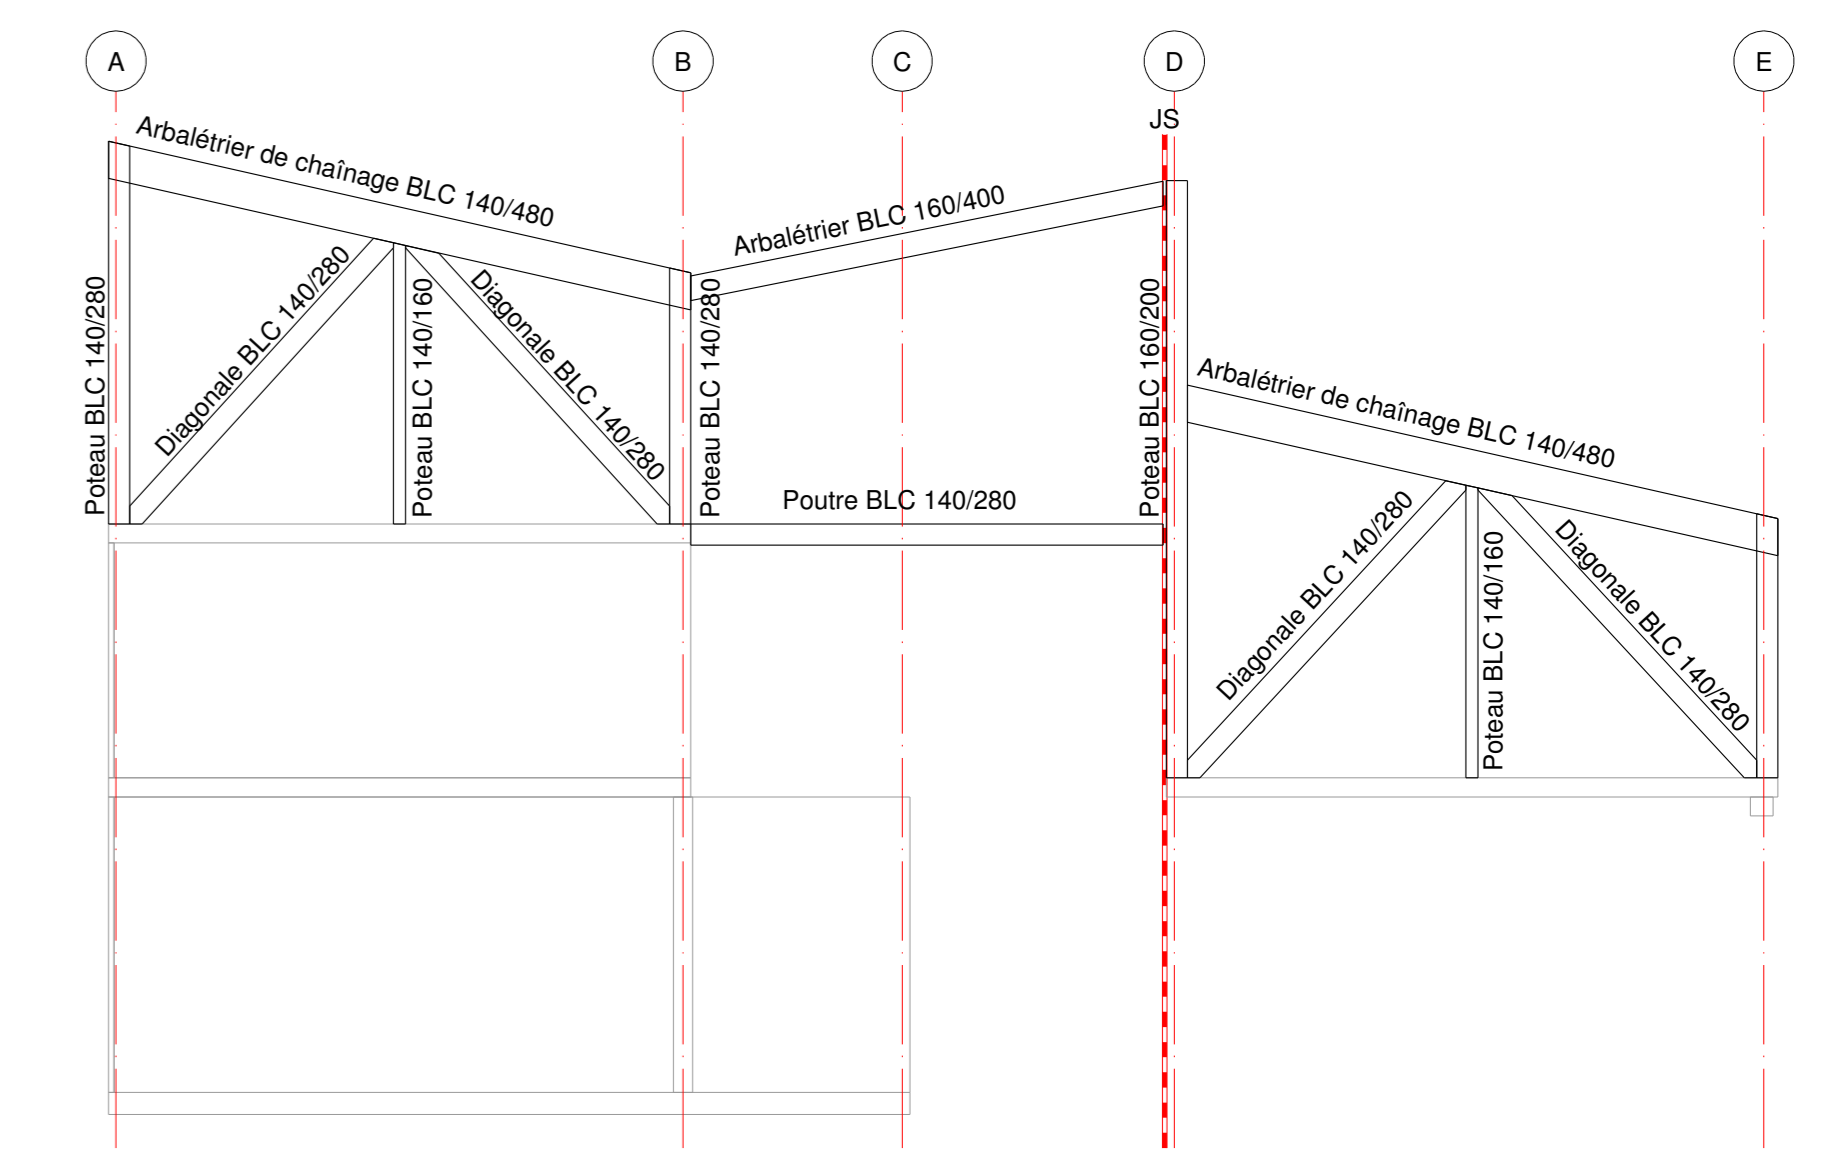 A
B
C
D
E
JS
Arbalétrier de chaînage BLC 140/480
Arbalétrier BLC 160/400
Poteau BLC 140/280
Diagonale BLC 140/280
Poteau BLC 140/160
Diagonale BLC 140/280
Poteau BLC 140/280
Poutre BLC 140/280
Poteau BLC 160/200
Arbalétrier de chaînage BLC 140/480
Diagonale BLC 140/280
Poteau BLC 140/160
Diagonale BLC 140/280